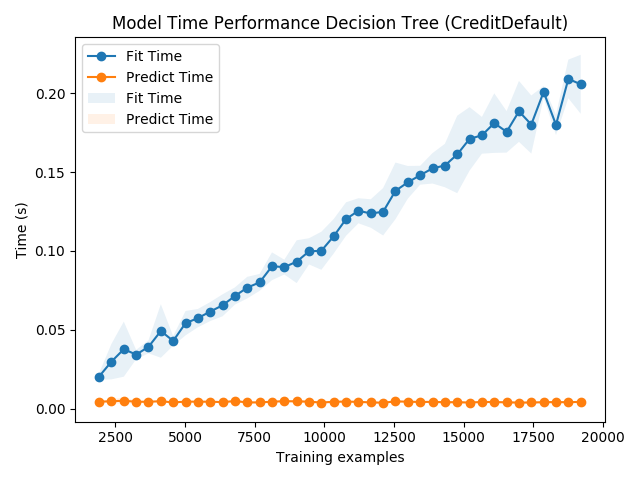 Model Time Performance Decision Tree (CreditDefault)
Fit Time
Predict Time
Fit Time
Predict Time
Time (s)
0.20
0.15
0.10
0.05
0.00
2500 5000 7500 10000 12500 15000 17500 20000
Training examples